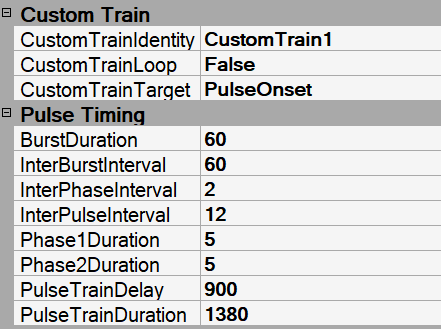 Custom Train
CustomTrainIdentity CustomTrain1
CustomTrainLoop False
CustomTrainTarget PulseOnset
Pulse Timing
BurstDuration 60
InterBurstInterval 60
InterPhaseInterval 2
InterPulseInterval 12
Phase1Duration 5
Phase2Duration 5
PulseTrainDelay 900
PulseTrainDuration 1380